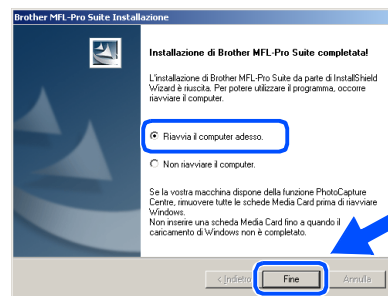 Brother MFL-Pro Suite Installazione
Installazione di Brother MFL-Pro Suite completata!
L'installazione di Brother MFL-Pro Suite da parte di InstallShield
Wizard è riuscita. Per potere utilizzare il programma, occorre
riavviare il computer.
Riavvia il computer adesso.
Non riavviare il computer.
Se la vostra macchina dispone della funzione PhotoCapture
Centre, rimuovere tutte le schede Media Card prima di riavviare
Windows.
Non inserire una scheda Media Card fino a quando il
caricamento di Windows non è completato.
< Indietro Fine Annulla